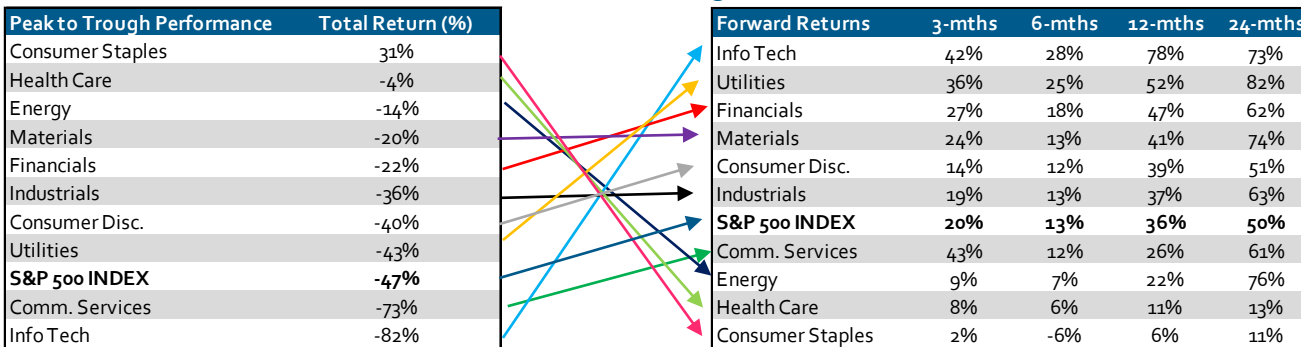 Peak to Trough Performance Total Return (%)
Consumer Staples 31%
Health Care -4%
Energy -14%
Materials -20%
Financials -22%
Industrials -36%
Consumer Disc. -40%
Utilities -43%
S&P 500 INDEX -47%
Comm. Services -73%
Info Tech -82%
Forward Returns 3-mths 6-mths 12-mths 24-mths
Info Tech 42% 28% 78% 73%
Utilities 36% 25% 52% 82%
Financials 27% 18% 47% 62%
Materials 24% 13% 41% 74%
Consumer Disc. 14% 12% 39% 51%
Industrials 19% 13% 37% 63%
S&P 500 INDEX 20% 13% 36% 50%
Comm. Services 43% 12% 26% 61%
Energy 9% 7% 22% 76%
Health Care 8% 6% 11% 13%
Consumer Staples 2% -6% 6% 11%